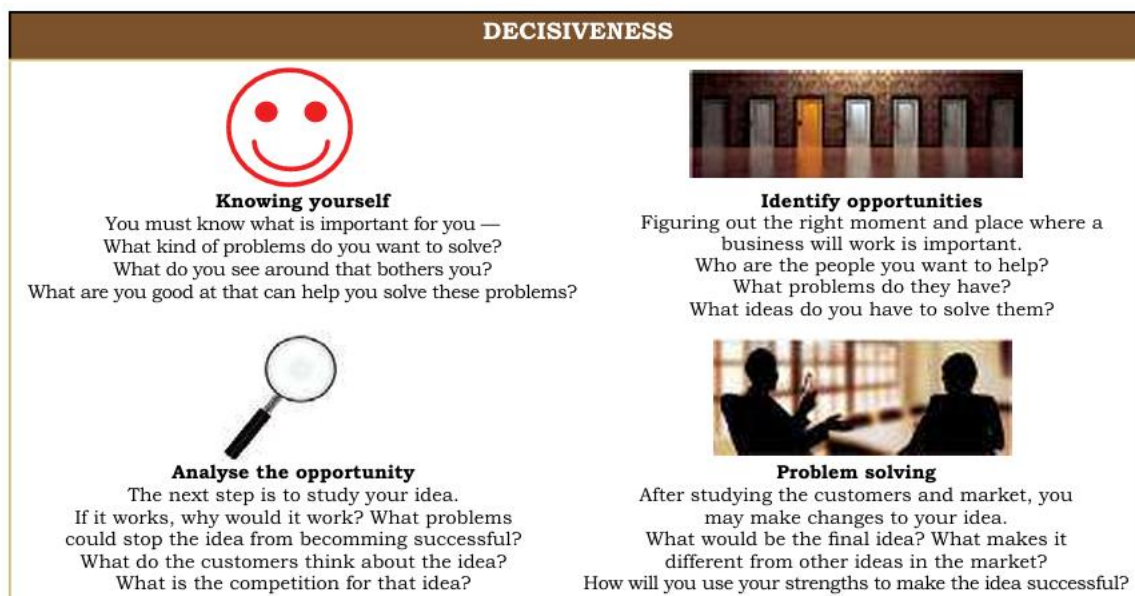 DECISIVENESS
Knowing yourself
You must know what is important for you —
What kind of problems do you want to solve?
What do you see around that bothers you?
What are you good at that can help you solve these problems?
Identify opportunities
Figuring out the right moment and place where a
business will work is important.
Who are the people you want to help?
What problems do they have?
What ideas do you have to solve them?
Analyse the opportunity
The next step is to study your idea.
If it works, why would it work? What problems
could stop the idea from becomming successful?
What do the customers think about the idea?
What is the competition for that idea?
Problem solving
After studying the customers and market, you
may make changes to your idea.
What would be the final idea? What makes it
different from other ideas in the market?
How will you use your strengths to make the idea successful?